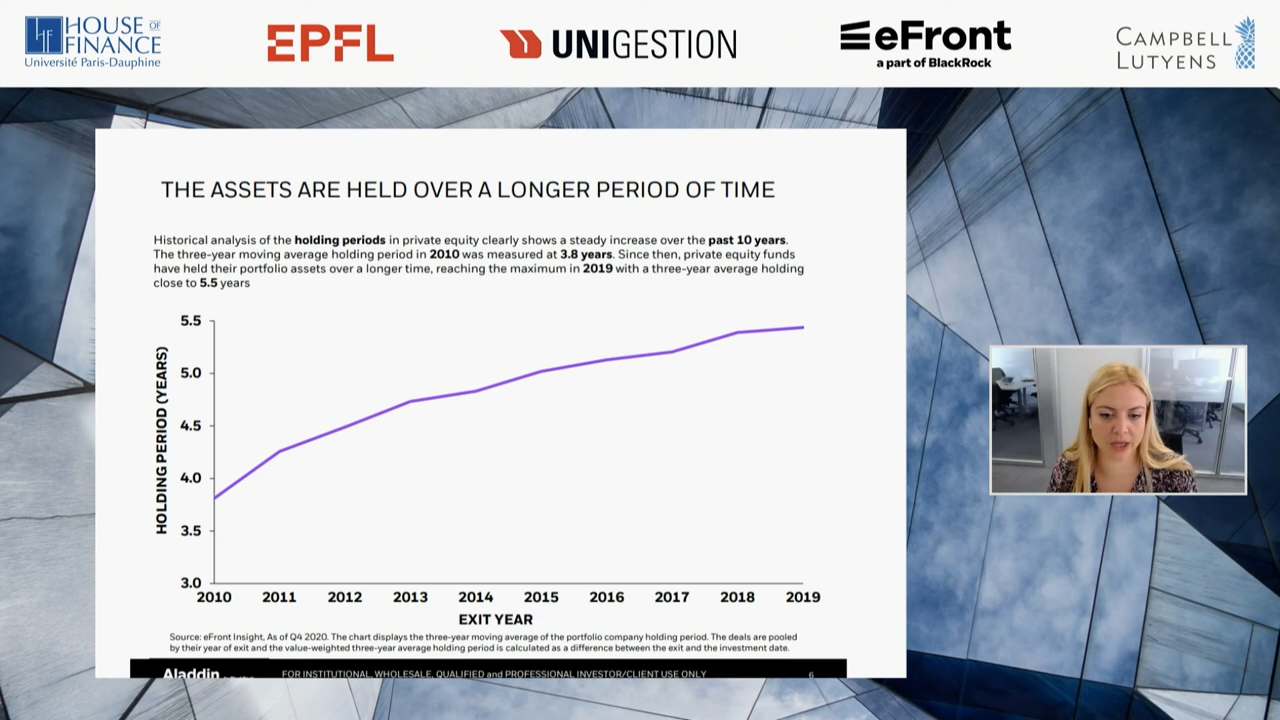 HOUSE OF
FINANCE
Université Paris-Dauphine
EPFL
UNIGESTION
eFront
a part of BlackRock
CAMPBELL
LUTYENS
THE ASSETS ARE HELD OVER A LONGER PERIOD OF TIME
Historical analysis of the holding periods in private equity clearly shows a steady increase over the past 10 years.
The three-year moving average holding period in 2010 was measured at 3.8 years. Since then, private equity funds
have held their portfolio assets over a longer time, reaching the maximum in 2019 with a three-year average holding
close to 5.5 years
5.5
5.0
4.5
4.0
3.5
3.0
HOLDING PERIOD (YEARS)
2010 2011 2012 2013 2014 2015 2016 2017 2018 2019
EXIT YEAR
Source: eFront Insight, As of Q4 2020. The chart displays the three-year moving average of the portfolio company holding period. The deals are pooled
by their year of exit and the value-weighted three-year average holding period is calculated as a difference between the exit and the investment date.
Aladdin
FOR INSTITUTIONAL, WHOLESALE, QUALIFIED and PROFESSIONAL INVESTOR/CLIENT USE ONLY
6